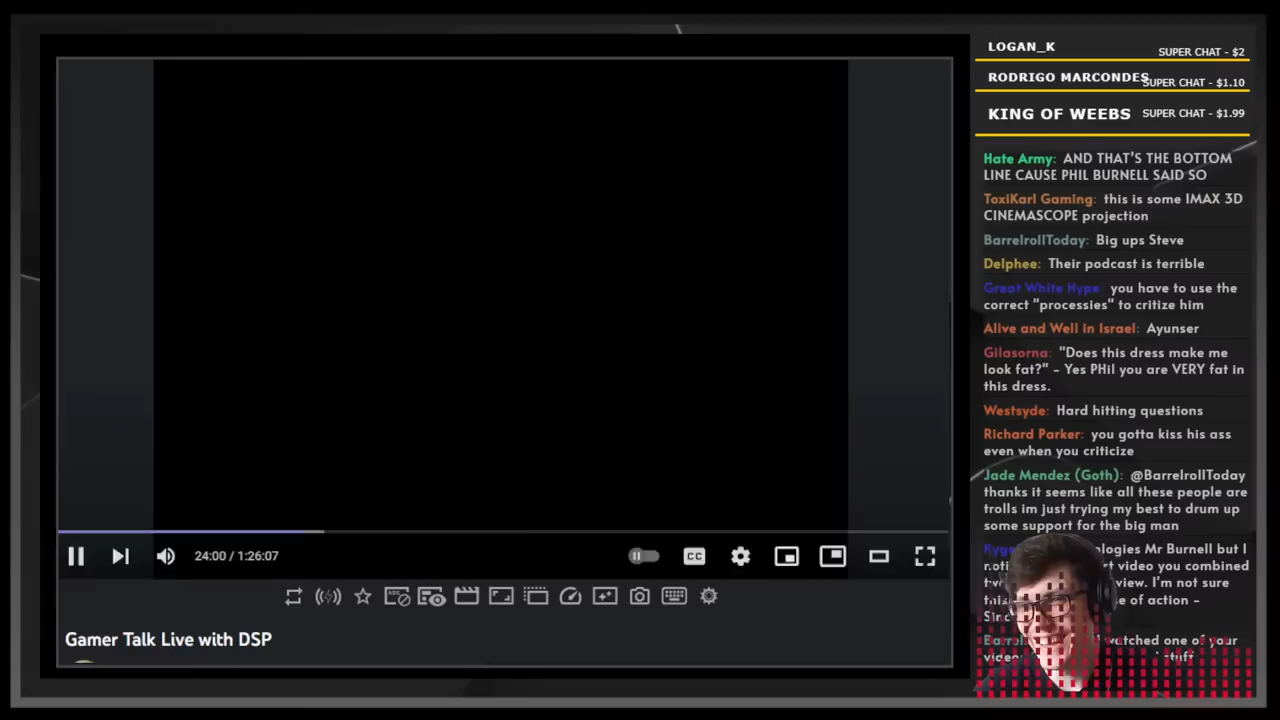 LOGAN_K
SUPER CHAT - $2
RODRIGO MARCONDES
SUPER CHAT - $1.10
KING OF WEEBS
SUPER CHAT - $1.99
Hate Army: AND THAT'S THE BOTTOM
LINE CAUSE PHIL BURNELL SAID SO
ToxiKarl Gaming: this is some IMAX 3D
CINEMASCOPE projection
BarrelrollToday: Big ups Steve
Delphee: Their podcast is terrible
Great White Hype: you have to use the
correct "processies" to critize him
Alive and Well in Israel: Ayunser
Gilasorna: "Does this dress make me
look fat?" - Yes PHil you are VERY fat in
this dress.
Westsyde: Hard hitting questions
Richard Parker: you gotta kiss his ass
even when you criticize
Jade Mendez (Goth): @BarrelrollToday
thanks it seems like all these people are
trolls im just trying my best to drum up
some support for the big man
Mr Burnell but I
video you combined
I'm not sure
of action -
watched one of your
stuff
24:00 / 1:26:07
CC
Gamer Talk Live with DSP